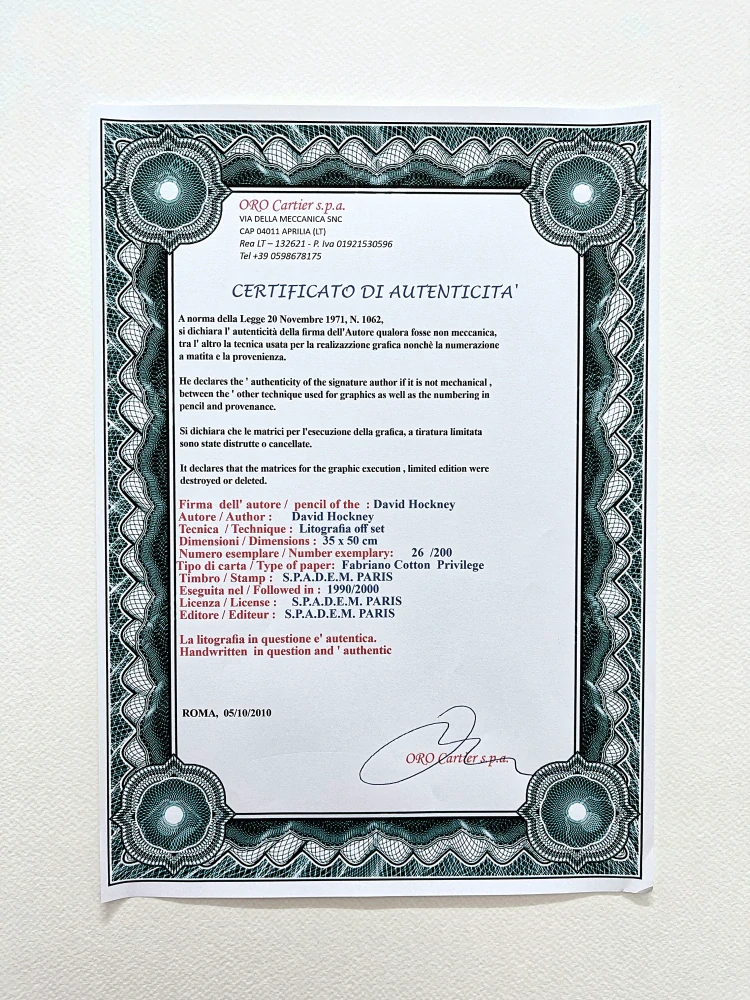 ORO Cartier s.p.a.
VIA DELLA MECCANICA SNC
CAP 04011 APRILIA (LT)
Rea LT – 132621 - P. Iva 01921530596
Tel +39 0598678175
CERTIFICATO DI AUTENTICITA'
A norma della Legge 20 Novembre 1971, N. 1062,
si dichiara l' autenticità della firma dell'Autore qualora fosse non meccanica,
tra l' altro la tecnica usata per la realizazzione grafica nonchè la numerazione
a matita e la provenienza.
He declares the ' authenticity of the signature author if it is not mechanical ,
between the ' other technique used for graphics as well as the numbering in
pencil and provenance.
Si dichiara che le matrici per l'esecuzione della grafica, a tiratura limitata
sono state distrutte o cancellate.
It declares that the matrices for the graphic execution , limited edition were
destroyed or deleted.
Firma dell' autore / pencil of the : David Hockney
Autore / Author : David Hockney
Tecnica / Technique : Litografia off set
Dimensioni / Dimensions : 35 x 50 cm
Numero esemplare / Number exemplary: 26 /200
Tipo di carta / Type of paper: Fabriano Cotton Privilege
Timbro / Stamp : S.P.A.D.E.M. PARIS
Eseguita nel / Followed in : 1990/2000
Licenza / License : S.P.A.D.E.M. PARIS
Editore / Editeur : S.P.A.D.E.M. PARIS
La litografia in questione e' autentica.
Handwritten in question and ' authentic
ROMA, 05/10/2010
ORO Cartier s.p.a.